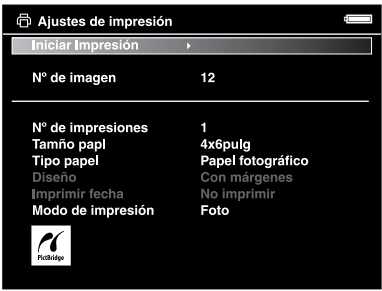 Ajustes de impresión
Iniciar Impresión
Nº de imagen 12
Nº de impresiones 1
Tamño papl 4x6pulg
Tipo papel Papel fotográfico
Diseño Con márgenes
Imprimir fecha No imprimir
Modo de impresión Foto
PictBridge